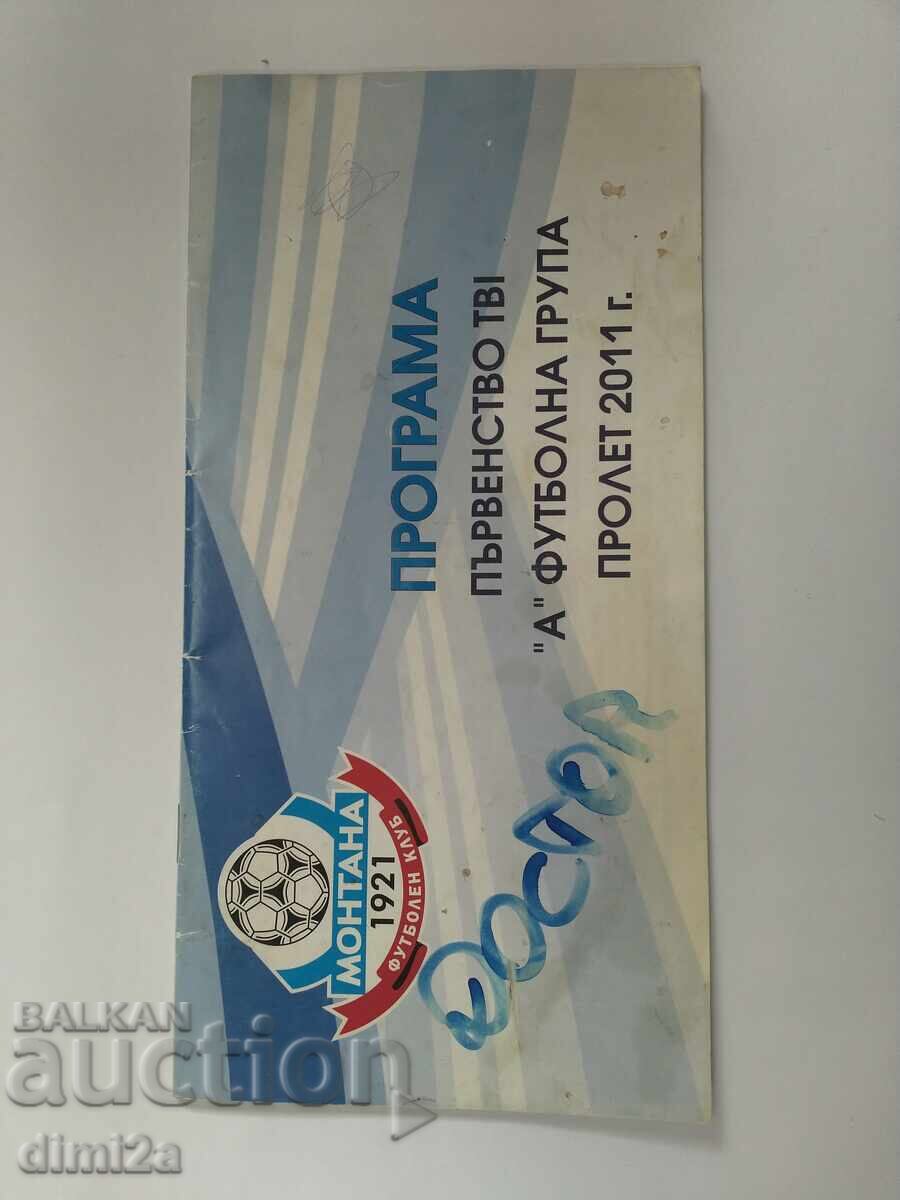 ПРОГРАМА
ПЪРВЕНСТВО ТВІ
"А" ФУТБОЛНА ГРУПА
ПРОЛЕТ 2011 г.
МОНТАНА
1921
ФУТБОЛЕН КЛУБ
BALKAN
auction
dimi2a